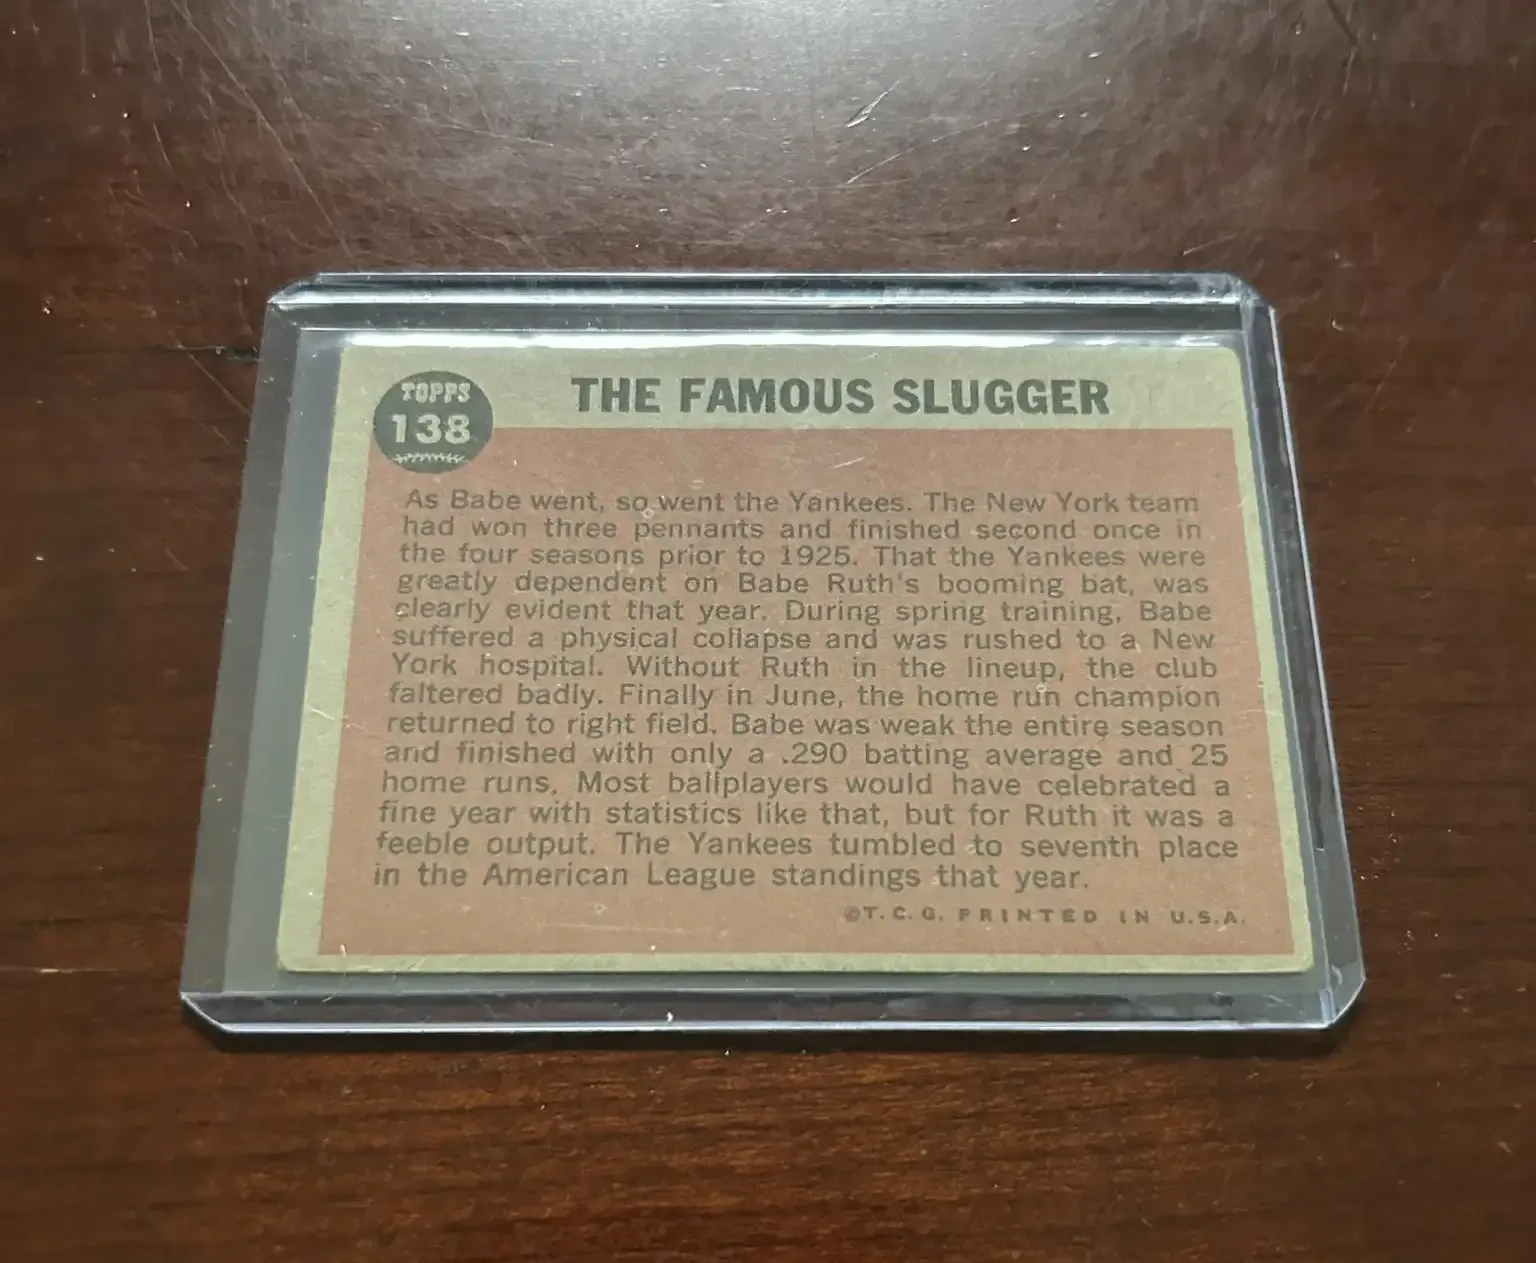 TOPPS
138
THE FAMOUS SLUGGER
As Babe went, so went the Yankees. The New York team
had won three pennants and finished second once in
the four seasons prior to 1925. That the Yankees were
greatly dependent on Babe Ruth's booming bat, was
clearly evident that year. During spring training, Babe
suffered a physical collapse and was rushed to a New
York hospital. Without Ruth in the lineup, the club
faltered badly. Finally in June, the home run champion
returned to right field. Babe was weak the entire season
and finished with only a .290 batting average and 25
home runs. Most ballplayers would have celebrated a
fine year with statistics like that, but for Ruth it was a
feeble output. The Yankees tumbled to seventh place
in the American League standings that year.
©T.C.G. PRINTED IN U.S.A.